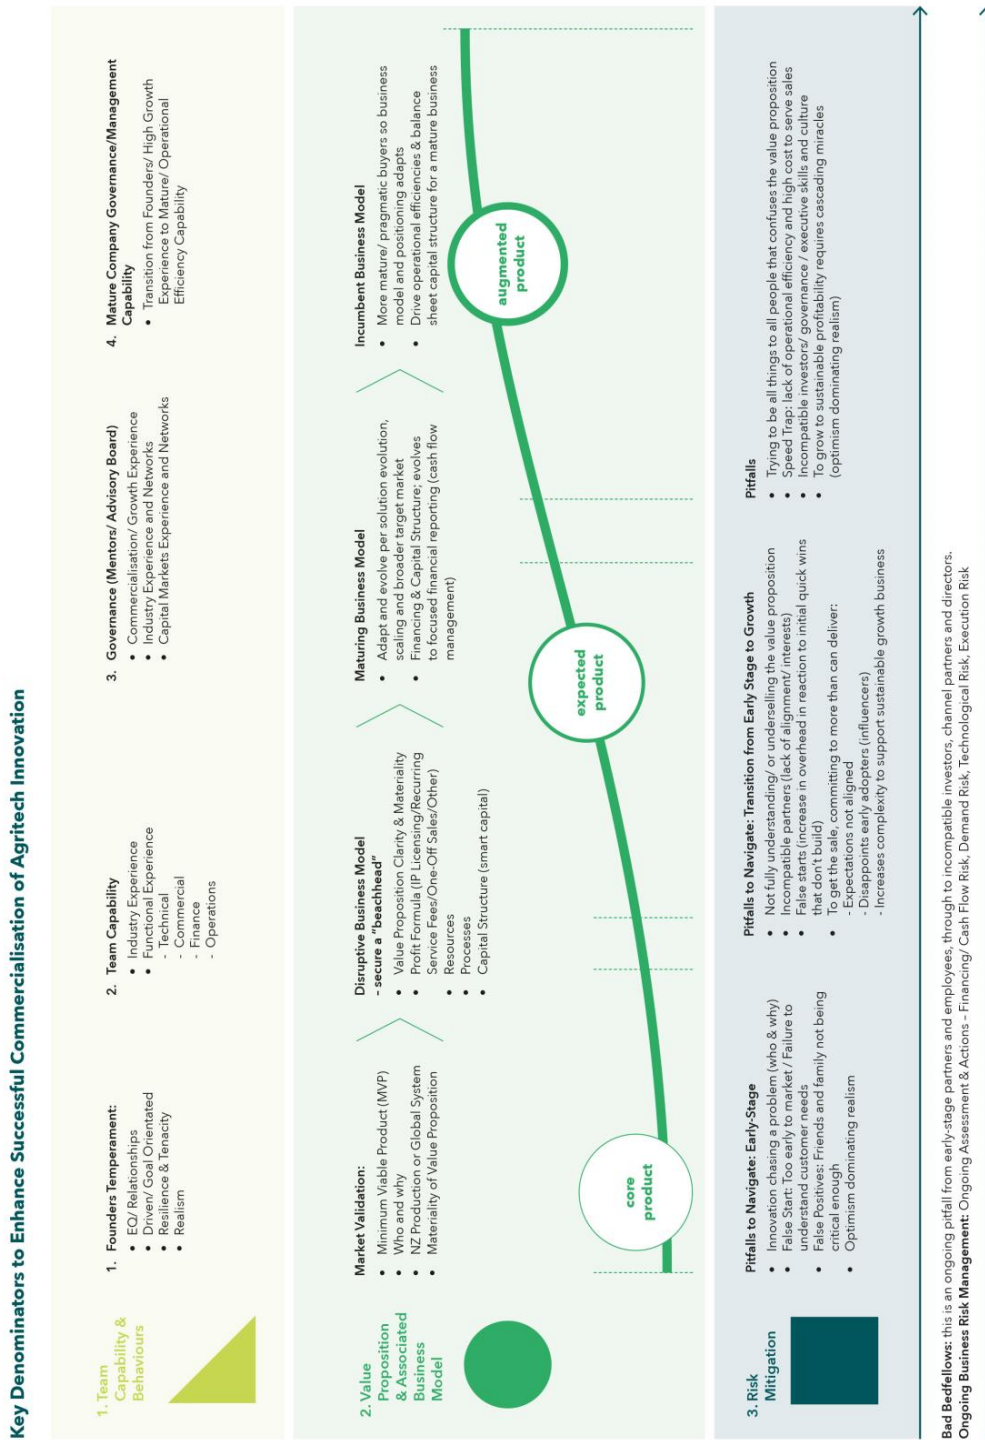 Key Denominators to Enhance Successful Commercialisation of Agritech Innovation
1. Team
Capability &
Behaviours
1. Founders Temperament:
• EQ/ Relationships
• Driven/ Goal Orientated
• Resilience & Tenacity
• Realism
2. Team Capability
• Industry Experience
• Functional Experience
- Technical
- Commercial
- Finance
- Operations
3. Governance (Mentors/ Advisory Board)
• Commercialisation/ Growth Experience
• Industry Experience and Networks
• Capital Markets Experience and Networks
4. Mature Company Governance/Management
Capability
• Transition from Founders/ High Growth
Experience to Mature/ Operational
Efficiency Capability
2. Value
Proposition
& Associated
Business
Model
Market Validation:
• Minimum Viable Product (MVP)
• Who and why
• NZ Production or Global System
• Materiality of Value Proposition
Disruptive Business Model
- secure a "beachhead"
• Value Proposition Clarity & Materiality
• Profit Formula (IP Licensing/Recurring
Service Fees/One-Off Sales/Other)
• Resources
• Processes
• Capital Structure (smart capital)
Maturing Business Model
• Adapt and evolve per solution evolution,
scaling and broader target market
• Financing & Capital Structure; evolves
to focused financial reporting (cash flow
management)
Incumbent Business Model
• More mature/ pragmatic buyers so business
model and positioning adapts
• Drive operational efficiencies & balance
sheet capital structure for a mature business
core
product
expected
product
augmented
product
3. Risk
Mitigation
Pitfalls to Navigate: Early-Stage
• Innovation chasing a problem (who & why)
• False Start: Too early to market / Failure to
understand customer needs
• False Positives: Friends and family not being
critical enough
• Optimism dominating realism
Pitfalls to Navigate: Transition from Early Stage to Growth
• Not fully understanding/ or underselling the value proposition
• Incompatible partners (lack of alignment/ interests)
• False starts (increase in overhead in reaction to initial quick wins
that don't build)
• To get the sale, committing to more than can deliver:
- Expectations not aligned
- Disappoints early adopters (influencers)
- Increases complexity to support sustainable growth business
Pitfalls
• Trying to be all things to all people that confuses the value proposition
• Speed Trap: lack of operational efficiency and high cost to serve sales
• Incompatible investors/ governance / executive skills and culture
• To grow to sustainable profitability requires cascading miracles
(optimism dominating realism)
Bad Bedfellows: this is an ongoing pitfall from early-stage partners and employees, through to incompatible investors, channel partners and directors.
Ongoing Business Risk Management: Ongoing Assessment & Actions – Financing/ Cash Flow Risk, Demand Risk, Technological Risk, Execution Risk